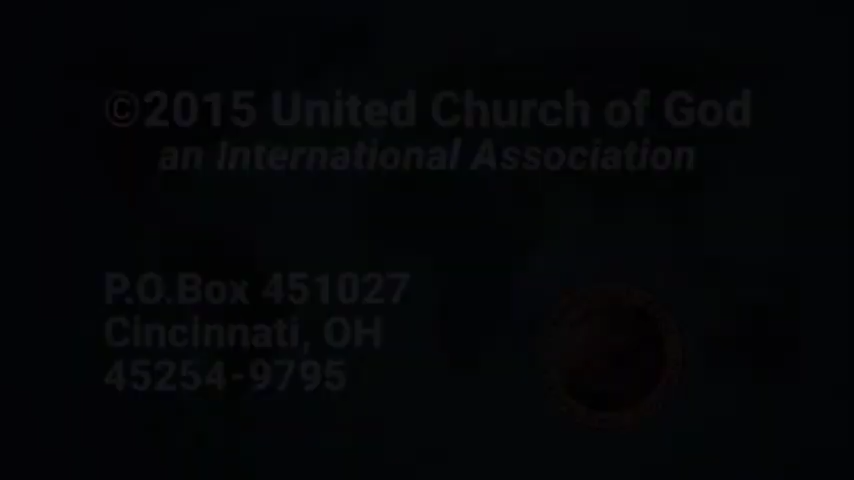 ©2015 United Church of God
an International Association
P.O.Box 451027
Cincinnati, OH
45254-9795